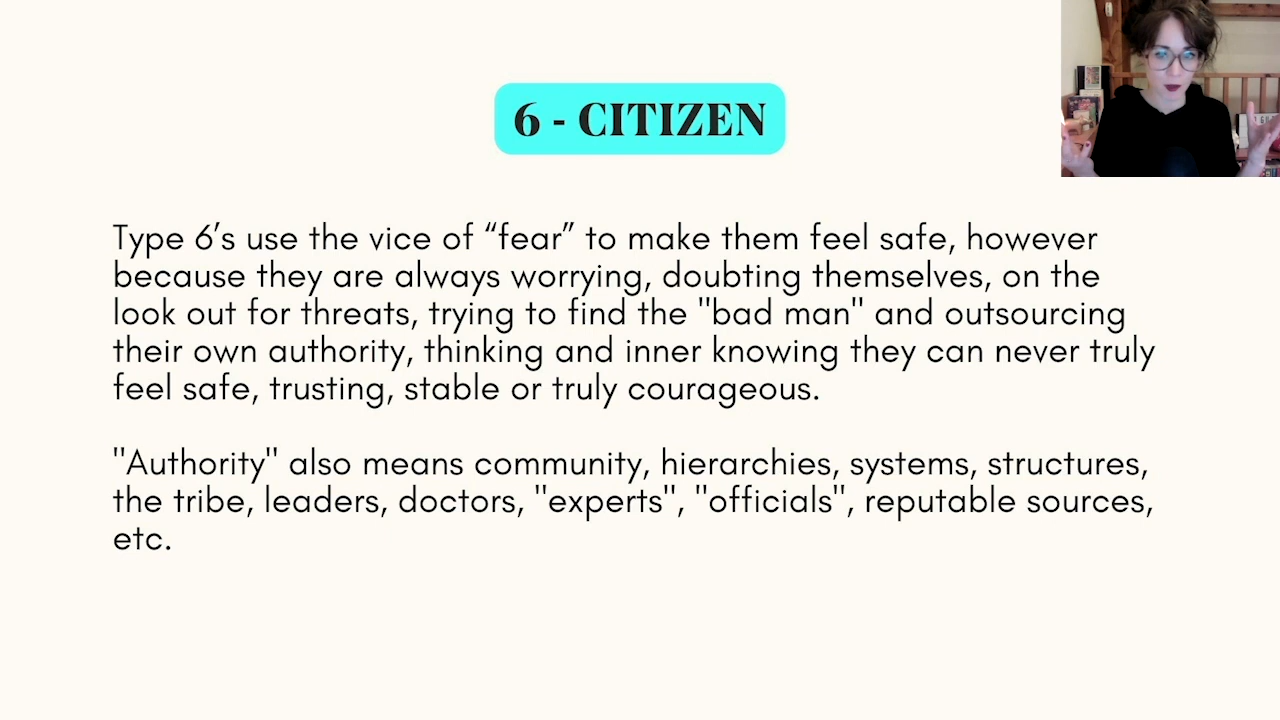 6 - CITIZEN
Type 6’s use the vice of “fear” to make them feel safe, however
because they are always worrying, doubting themselves, on the
look out for threats, trying to find the "bad man" and outsourcing
their own authority, thinking and inner knowing they can never truly
feel safe, trusting, stable or truly courageous.
"Authority" also means community, hierarchies, systems, structures,
the tribe, leaders, doctors, "experts", "officials", reputable sources,
etc.